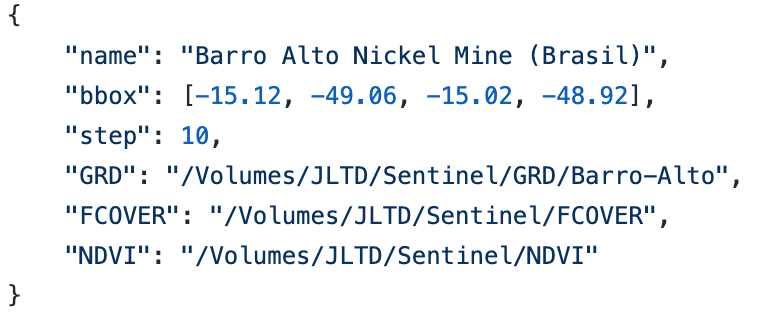 {
    "name": "Barro Alto Nickel Mine (Brasil)",
    "bbox": [-15.12, -49.06, -15.02, -48.92],
    "step": 10,
    "GRD": "/Volumes/JLTD/Sentinel/GRD/Barro-Alto",
    "FCOVER": "/Volumes/JLTD/Sentinel/FCOVER",
    "NDVI": "/Volumes/JLTD/Sentinel/NDVI"
}